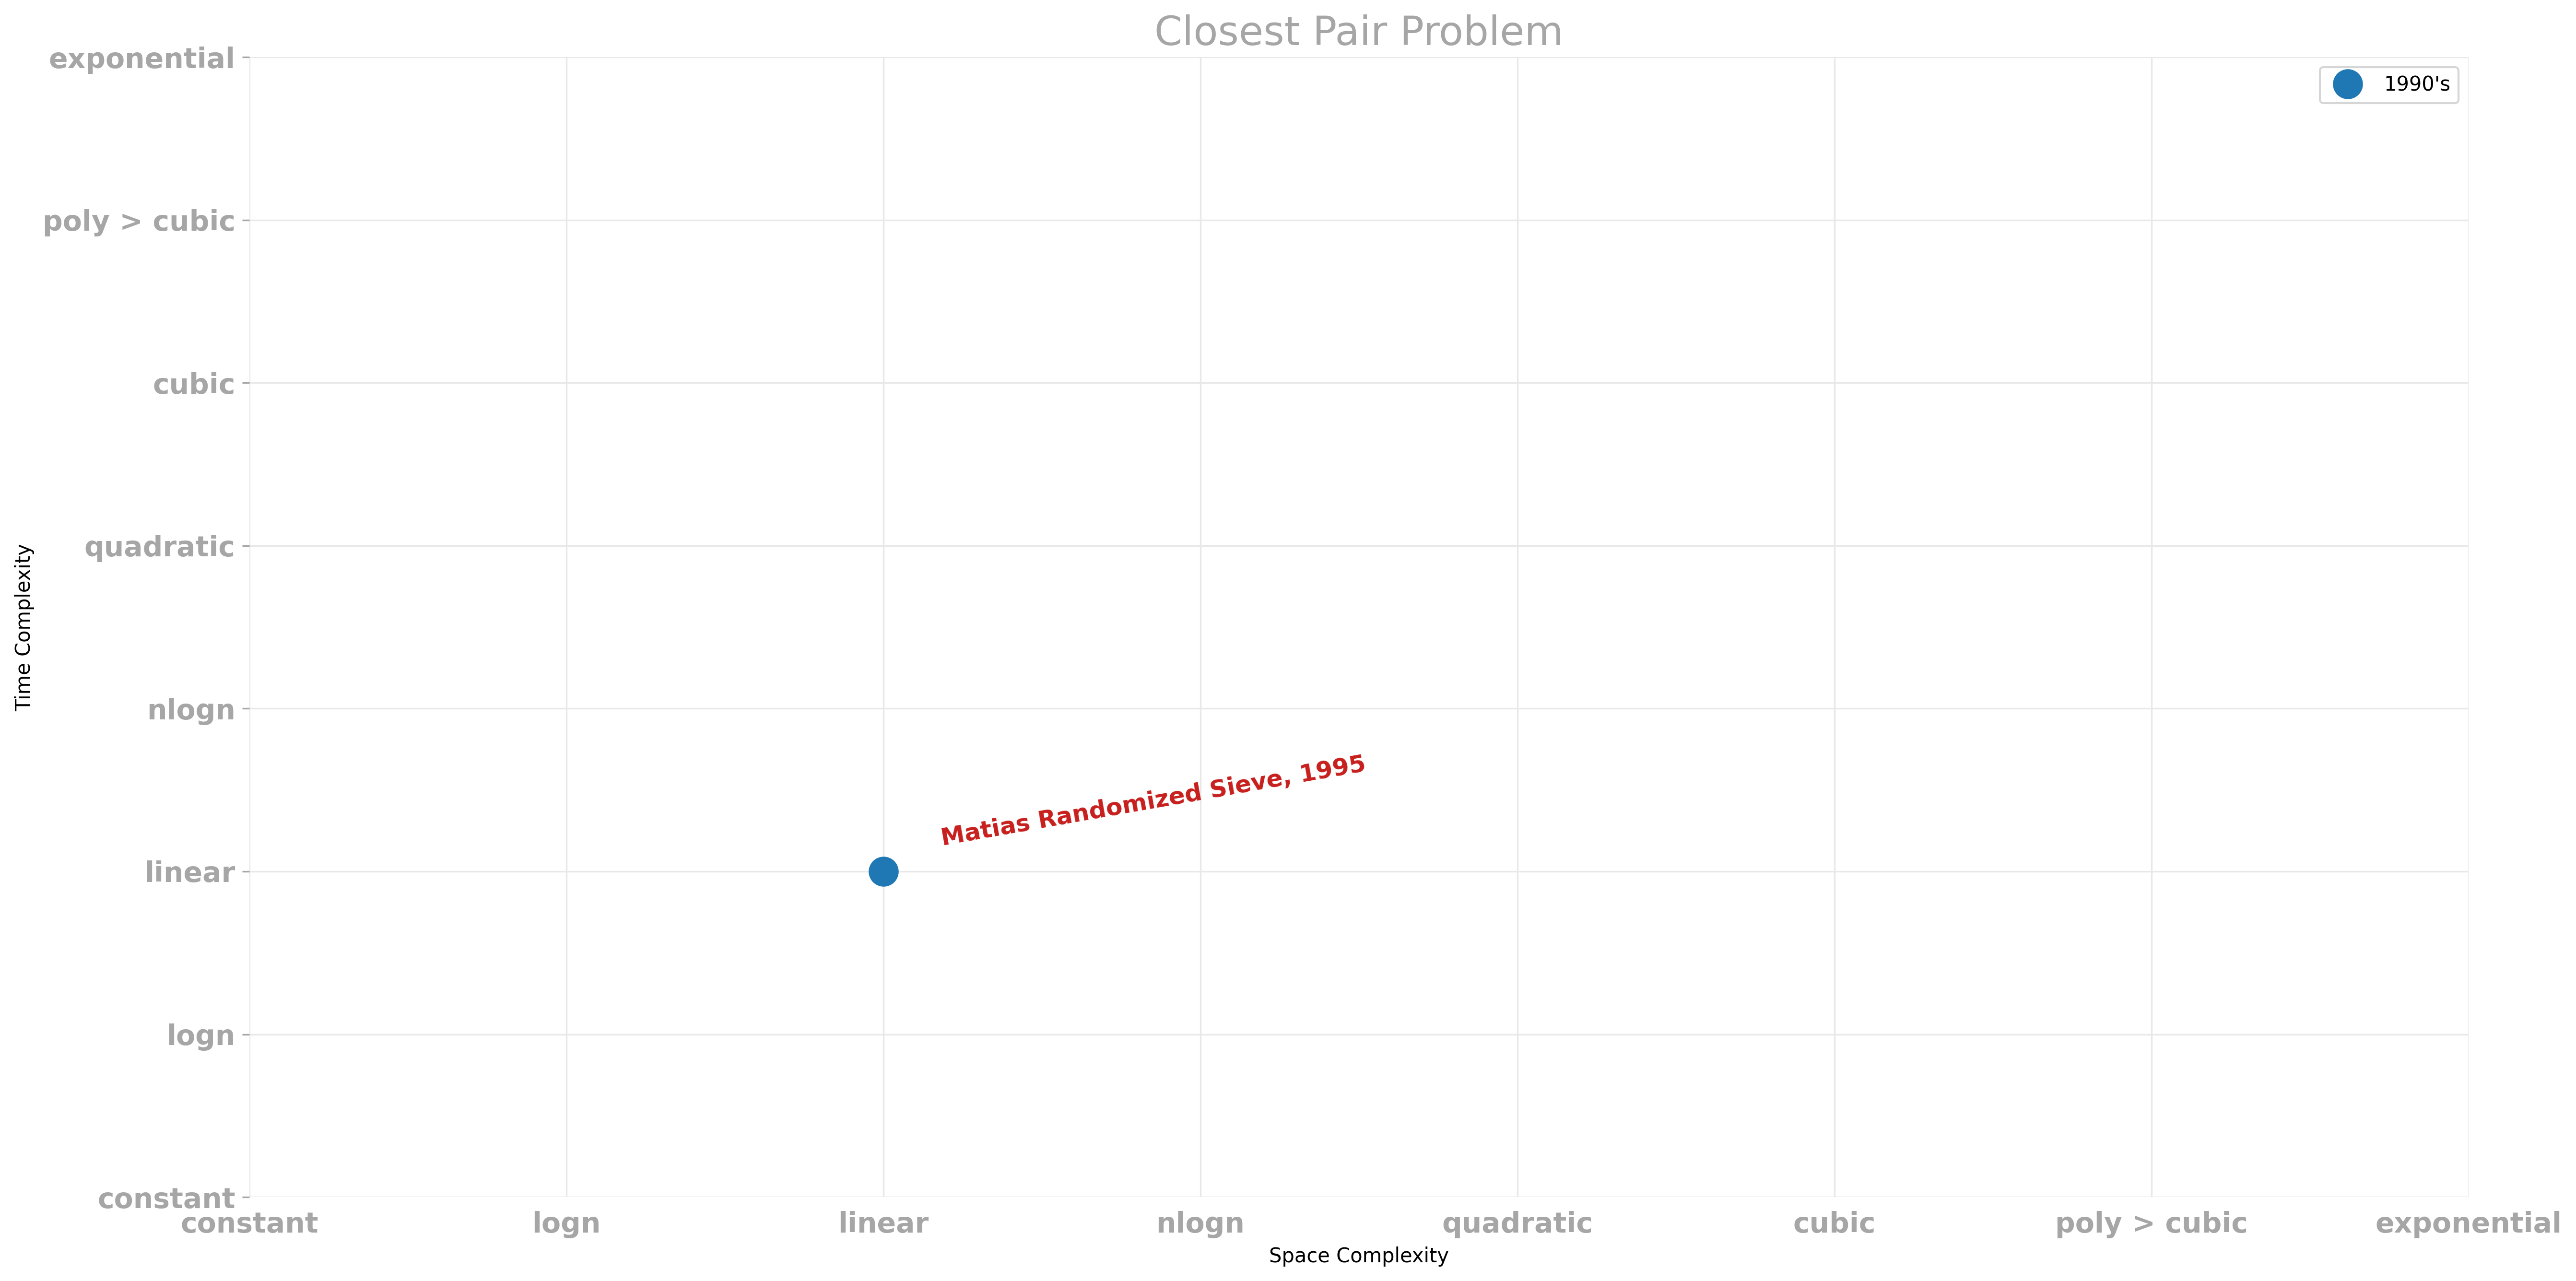 Closest Pair Problem
1990's
Time Complexity
exponential
poly > cubic
cubic
quadratic
nlogn
linear
logn
constant
Matias Randomized Sieve, 1995
constant
logn
linear
nlogn
quadratic
cubic
poly > cubic
exponential
Space Complexity